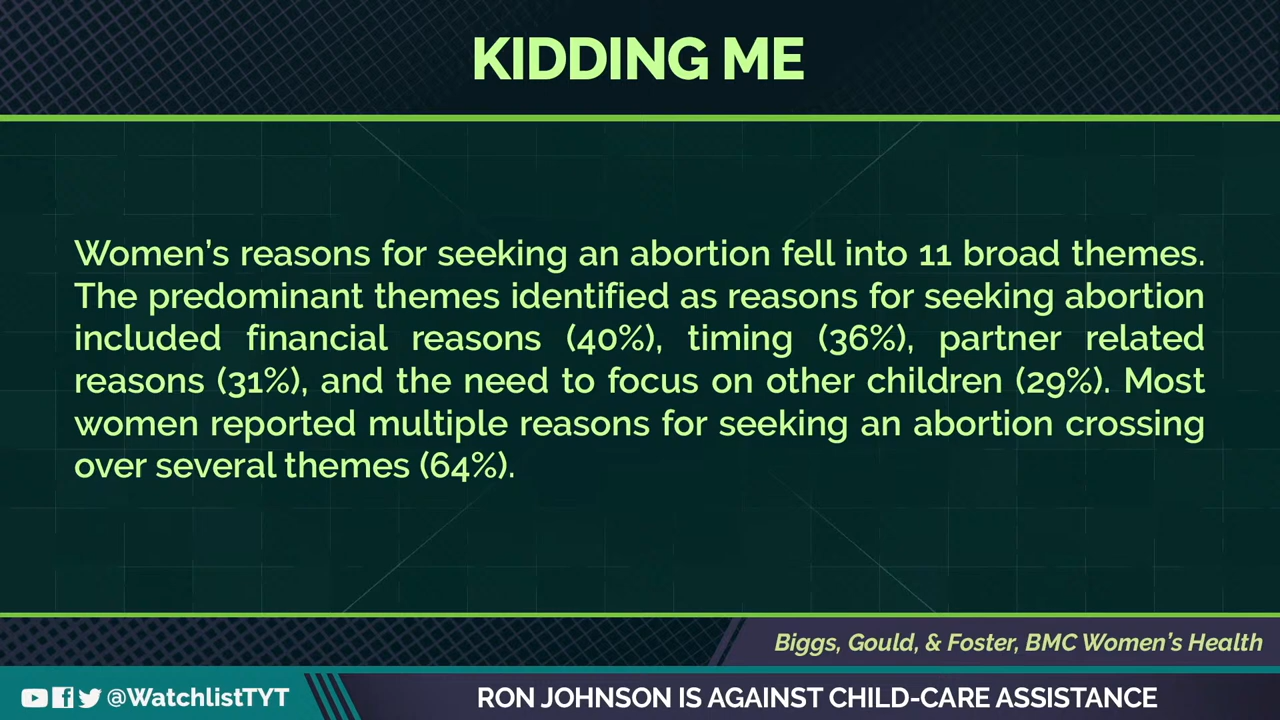 KIDDING ME
Women's reasons for seeking an abortion fell into 11 broad themes.
The predominant themes identified as reasons for seeking abortion
included financial reasons (40%), timing (36%), partner related
reasons (31%), and the need to focus on other children (29%). Most
women reported multiple reasons for seeking an abortion crossing
over several themes (64%).
Biggs, Gould, & Foster, BMC Women's Health
@WatchlistTYT
RON JOHNSON IS AGAINST CHILD-CARE ASSISTANCE